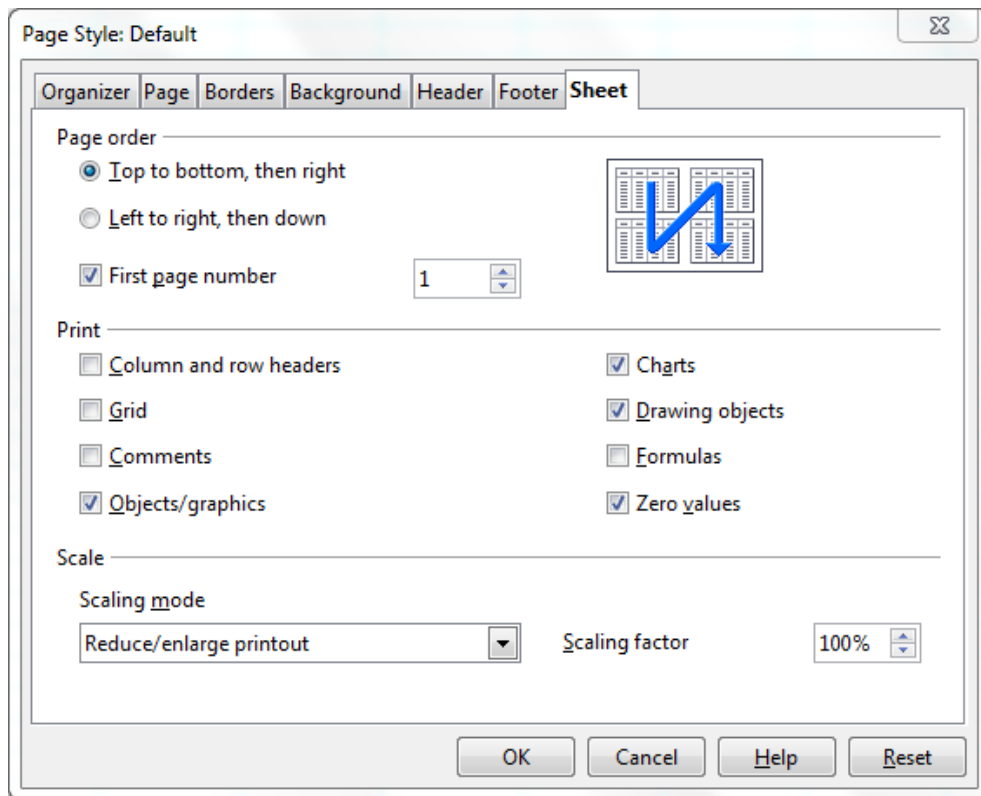 Page Style: Default
Organizer Page Borders Background Header Footer Sheet
Page order
Top to bottom, then right
Left to right, then down
First page number 1
Print
Column and row headers
Charts
Grid
Drawing objects
Comments
Formulas
Objects/graphics
Zero values
Scale
Scaling mode
Reduce/enlarge printout
Scaling factor 100%
OK Cancel Help Reset